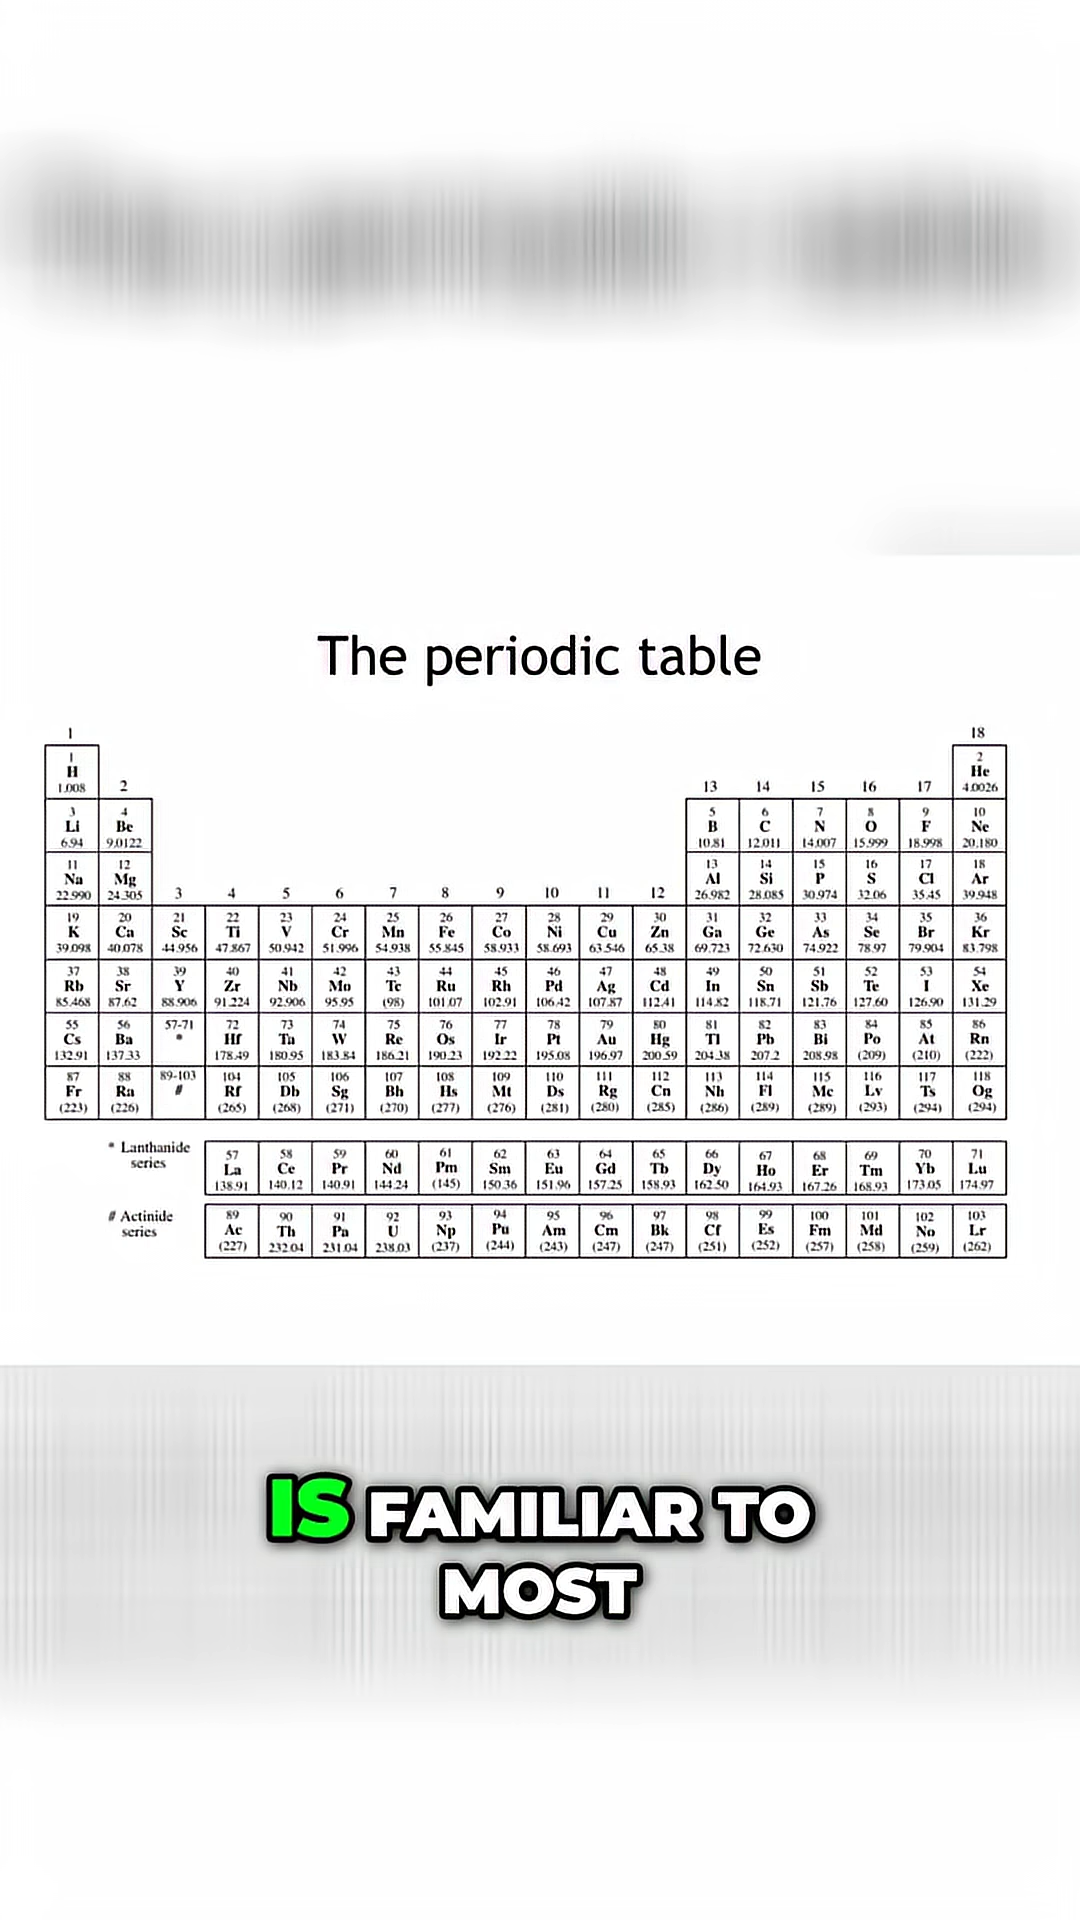 The periodic table
1 18
1 2
H He
1.008 2 13 14 15 16 17 4.0026
3 4 5 6 7 8 9 10
Li Be B C N O F Ne
6.94 9.0122 10.81 12.011 14.007 15.999 18.998 20.180
11 12 13 14 15 16 17 18
Na Mg Al Si P S Cl Ar
22.990 24.305 3 4 5 6 7 8 9 10 11 12 26.982 28.085 30.974 32.06 35.45 39.948
19 20 21 22 23 24 25 26 27 28 29 30 31 32 33 34 35 36
K Ca Sc Ti V Cr Mn Fe Co Ni Cu Zn Ga Ge As Se Br Kr
39.098 40.078 44.956 47.867 50.942 51.996 54.938 55.845 58.933 58.693 63.546 65.38 69.723 72.630 74.922 78.97 79.904 83.798
37 38 39 40 41 42 43 44 45 46 47 48 49 50 51 52 53 54
Rb Sr Y Zr Nb Mo Tc Ru Rh Pd Ag Cd In Sn Sb Te I Xe
85.468 87.62 88.906 91.224 92.906 95.95 (98) 101.07 102.91 106.42 107.87 112.41 114.82 118.71 121.76 127.60 126.90 131.29
55 56 57-71 72 73 74 75 76 77 78 79 80 81 82 83 84 85 86
Cs Ba * Hf Ta W Re Os Ir Pt Au Hg Tl Pb Bi Po At Rn
132.91 137.33 178.49 180.95 183.84 186.21 190.23 192.22 195.08 196.97 200.59 204.38 207.2 208.98 (209) (210) (222)
87 88 89-103 104 105 106 107 108 109 110 111 112 113 114 115 116 117 118
Fr Ra # Rf Db Sg Bh Hs Mt Ds Rg Cn Nh Fl Mc Lv Ts Og
(223) (226) (265) (268) (271) (270) (277) (276) (281) (280) (285) (286) (289) (289) (293) (294) (294)
* Lanthanide
series
57 58 59 60 61 62 63 64 65 66 67 68 69 70 71
La Ce Pr Nd Pm Sm Eu Gd Tb Dy Ho Er Tm Yb Lu
138.91 140.12 140.91 144.24 (145) 150.36 151.96 157.25 158.93 162.50 164.93 167.26 168.93 173.05 174.97
# Actinide
series
89 90 91 92 93 94 95 96 97 98 99 100 101 102 103
Ac Th Pa U Np Pu Am Cm Bk Cf Es Fm Md No Lr
(227) 232.04 231.04 238.03 (237) (244) (243) (247) (247) (251) (252) (257) (258) (259) (262)
IS FAMILIAR TO
MOST